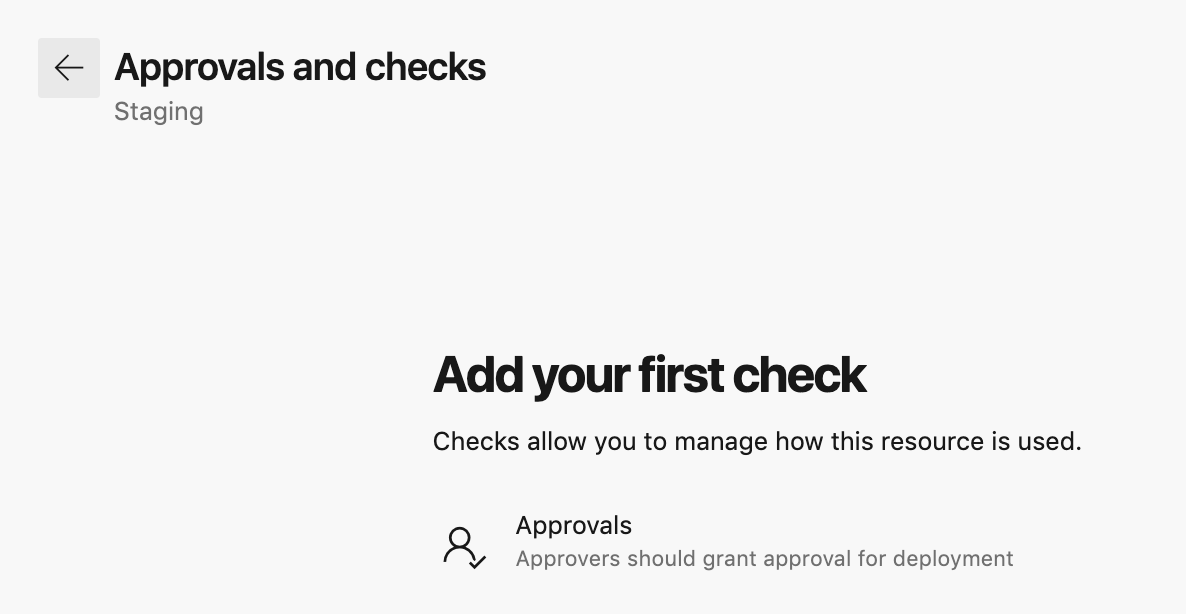 Approvals and checks
Staging
Add your first check
Checks allow you to manage how this resource is used.
Approvals
Approvers should grant approval for deployment